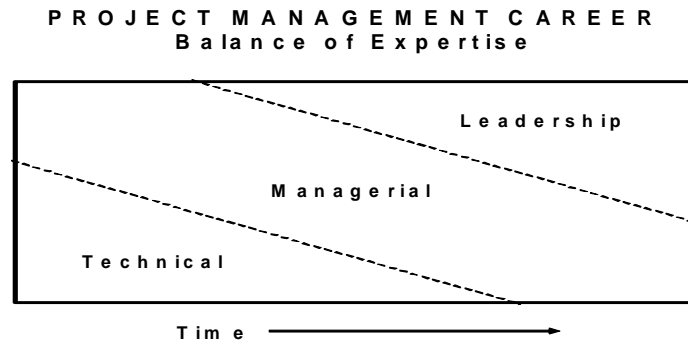 PROJECT MANAGEMENT CAREER
Balance of Expertise
Leadership
Managerial
Technical
Time